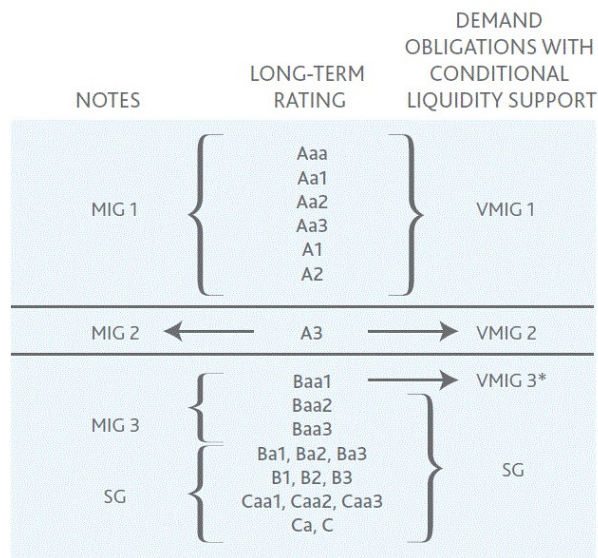 DEMAND
OBLIGATIONS WITH
LONG-TERM CONDITIONAL
NOTES RATING LIQUIDITY SUPPORT
Aaa
Aa1
MIG 1 Aa2 VMIG 1
Aa3
A1
A2
MIG 2 A3 VMIG 2
Baa1 VMIG 3*
Baa2
MIG 3 Baa3
Ba1, Ba2, Ba3
B1, B2, B3 SG
SG Caa1, Caa2, Caa3
Ca, C